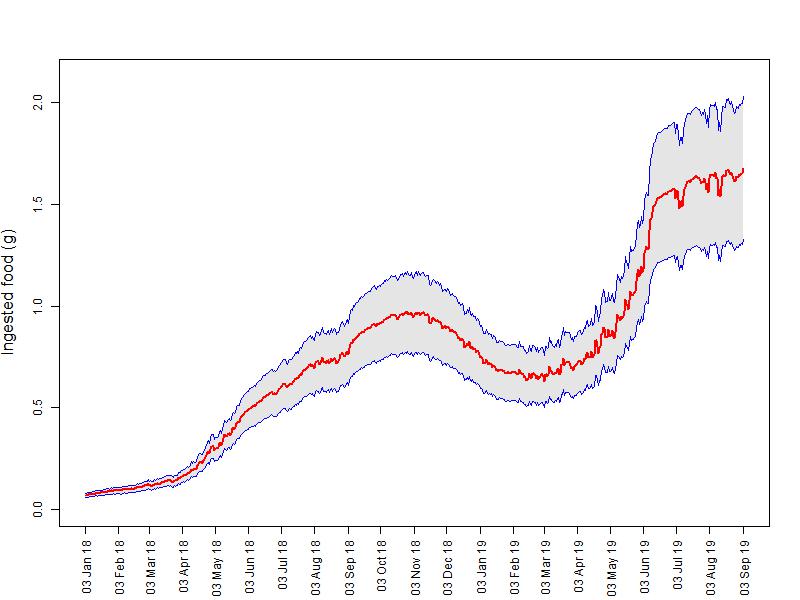 Ingested food (g)
2.0
1.5
1.0
0.5
0.0
03 Jan 18
03 Feb 18
03 Mar 18
03 Apr 18
03 May 18
03 Jun 18
03 Jul 18
03 Aug 18
03 Sep 18
03 Oct 18
03 Nov 18
03 Dec 18
03 Jan 19
03 Feb 19
03 Mar 19
03 Apr 19
03 May 19
03 Jun 19
03 Jul 19
03 Aug 19
03 Sep 19